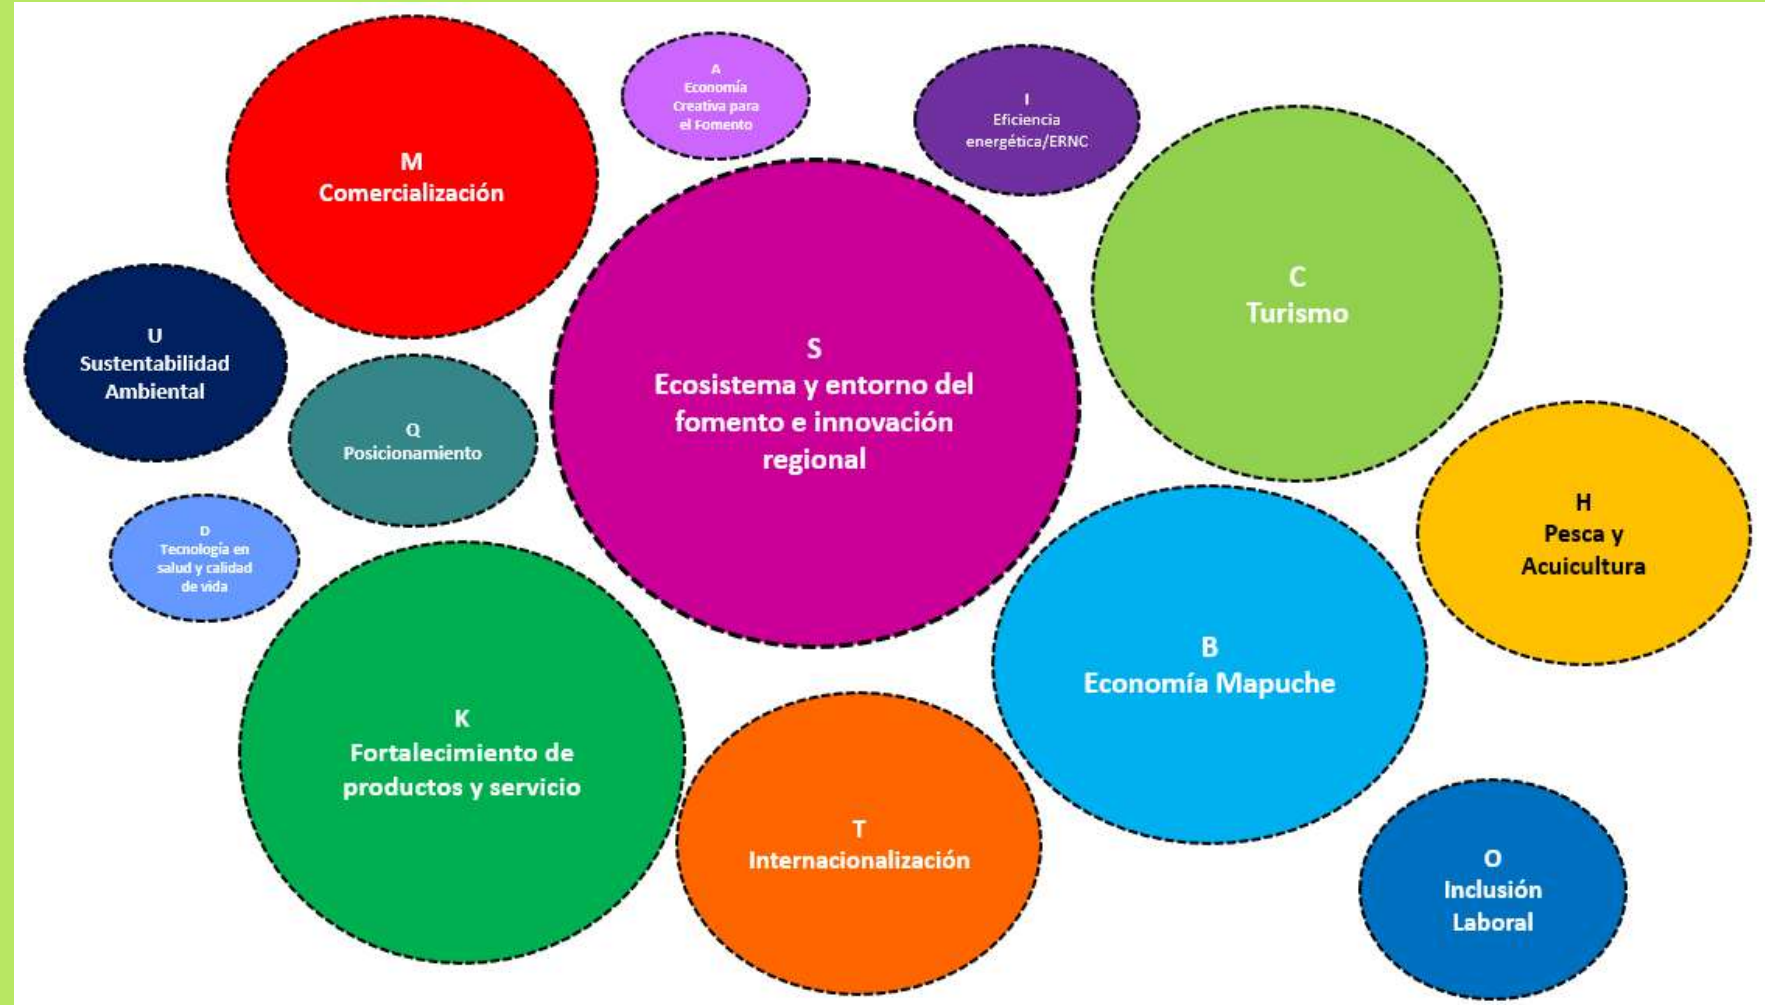 M
Comercialización
A
Economía
Creativa para
el Fomento
I
Eficiencia
energética/ERNC
C
Turismo
U
Sustentabilidad
Ambiental
Q
Posicionamiento
S
Ecosistema y entorno del
fomento e innovación
regional
H
Pesca y
Acuicultura
D
Tecnología en
salud y calidad
de vida
B
Economía Mapuche
K
Fortalecimiento de
productos y servicio
T
Internacionalización
O
Inclusión
Laboral